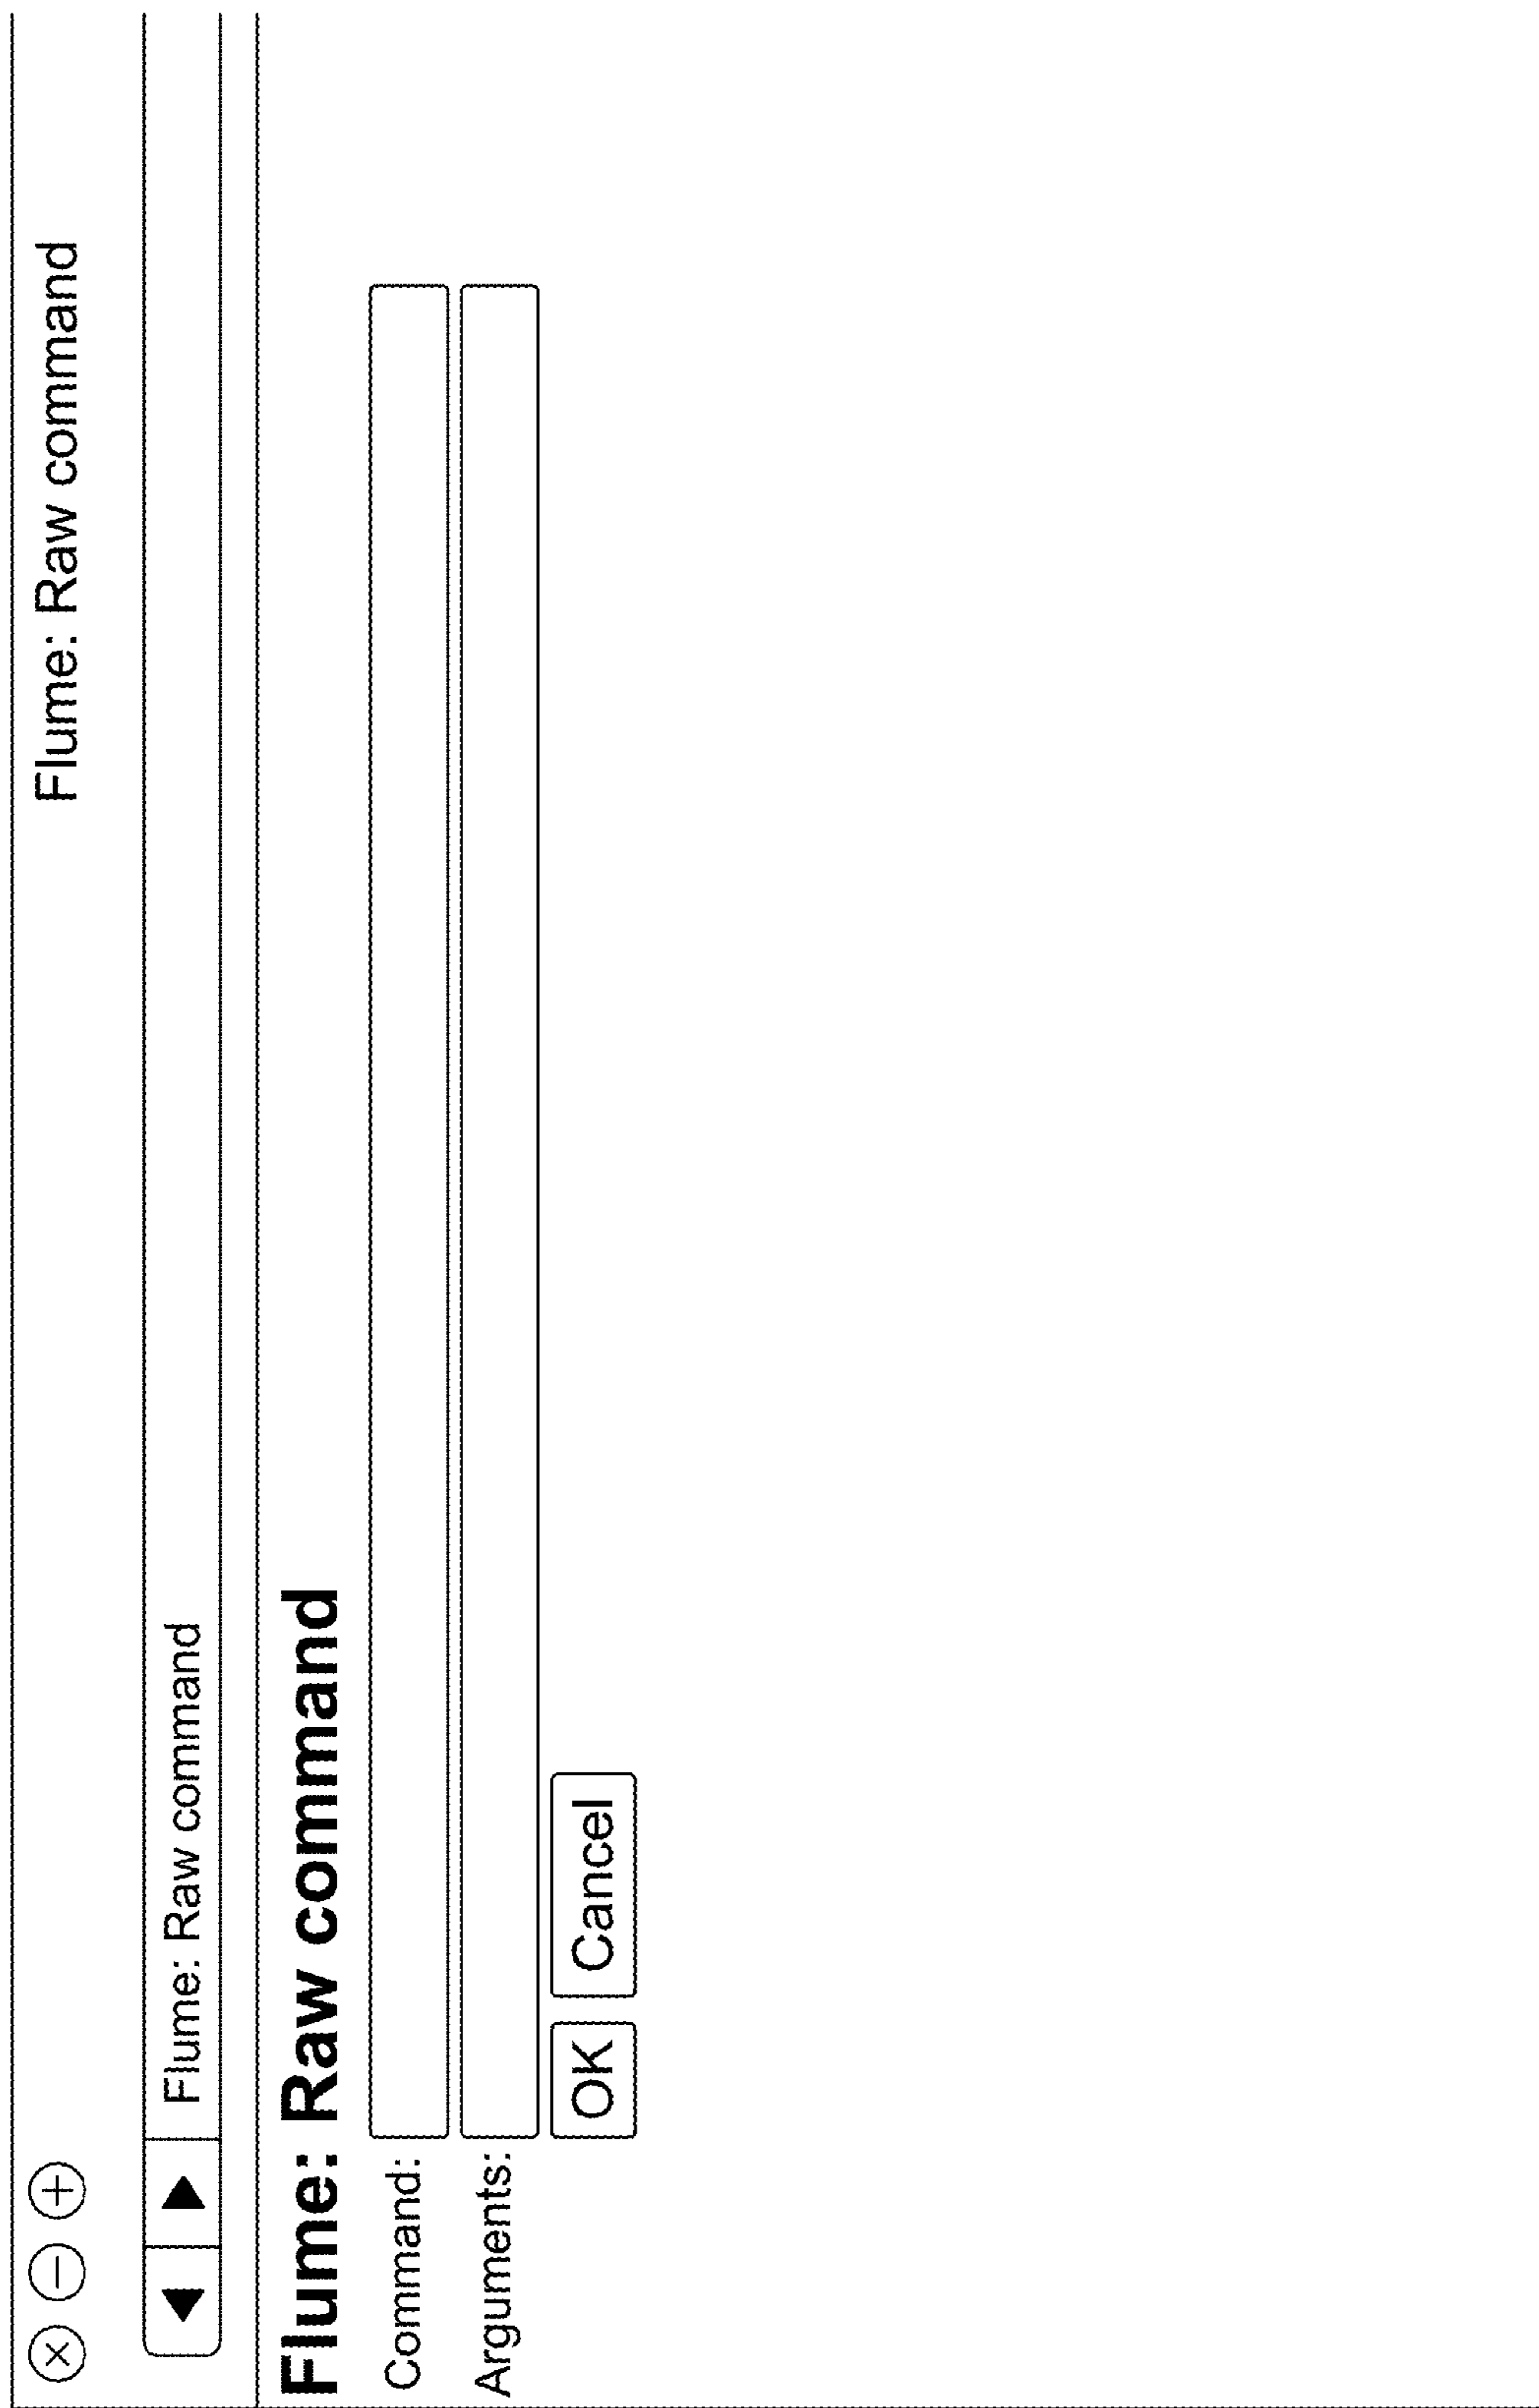 Flume: Raw command
Flume: Raw command
Flume: Raw command
Command:
Arguments:
OK Cancel